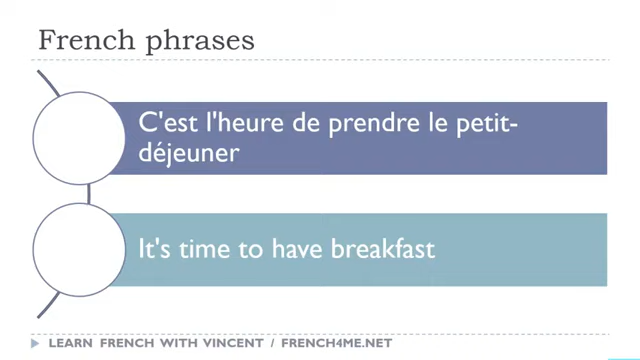 French phrases
C'est l'heure de prendre le petit-
déjeuner
It's time to have breakfast
LEARN FRENCH WITH VINCENT / FRENCH4ME.NET